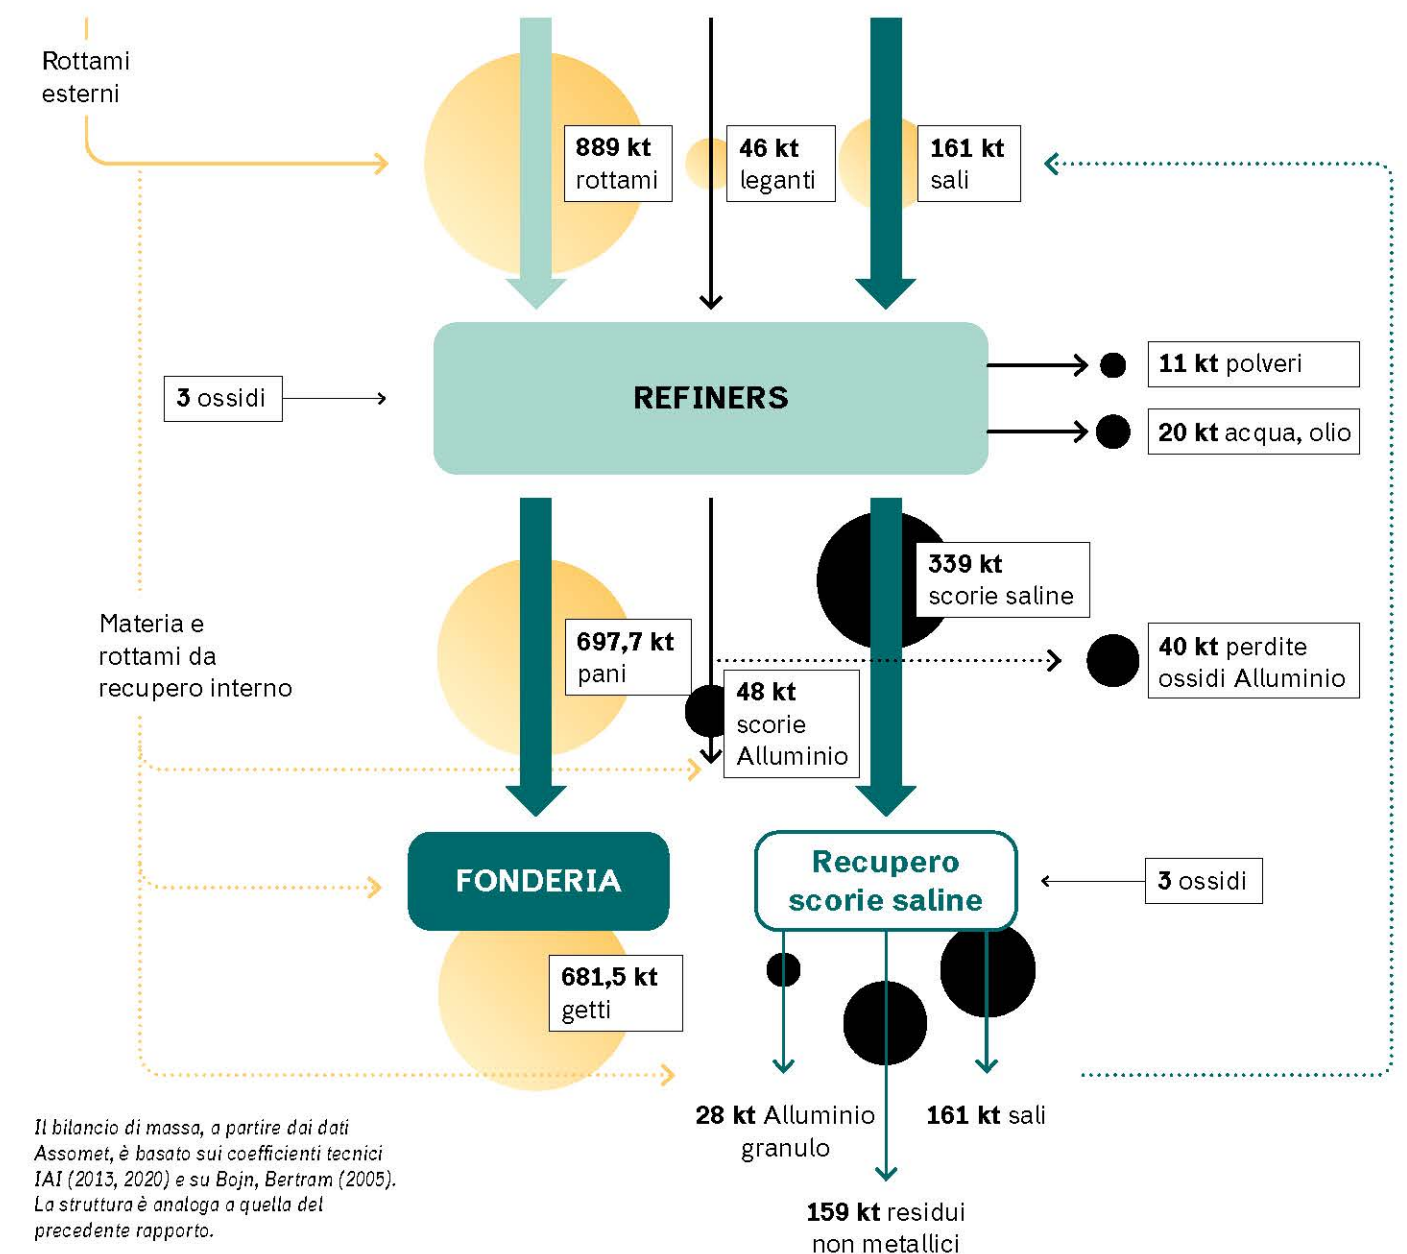 Rottami
esterni
889 kt
rottami
46 kt
leganti
161 kt
sali
3 ossidi
REFINERS
11 kt polveri
20 kt acqua, olio
339 kt
scorie saline
Materia e
rottami da
recupero interno
697,7 kt
pani
48 kt
scorie
Alluminio
40 kt perdite
ossidi Alluminio
FONDERIA
Recupero
scorie saline
3 ossidi
681,5 kt
getti
28 kt Alluminio
granulo
161 kt sali
159 kt residui
non metallici
Il bilancio di massa, a partire dai dati
Assomet, è basato sui coefficienti tecnici
IAI (2013, 2020) e su Bojn, Bertram (2005).
La struttura è analoga a quella del
precedente rapporto.